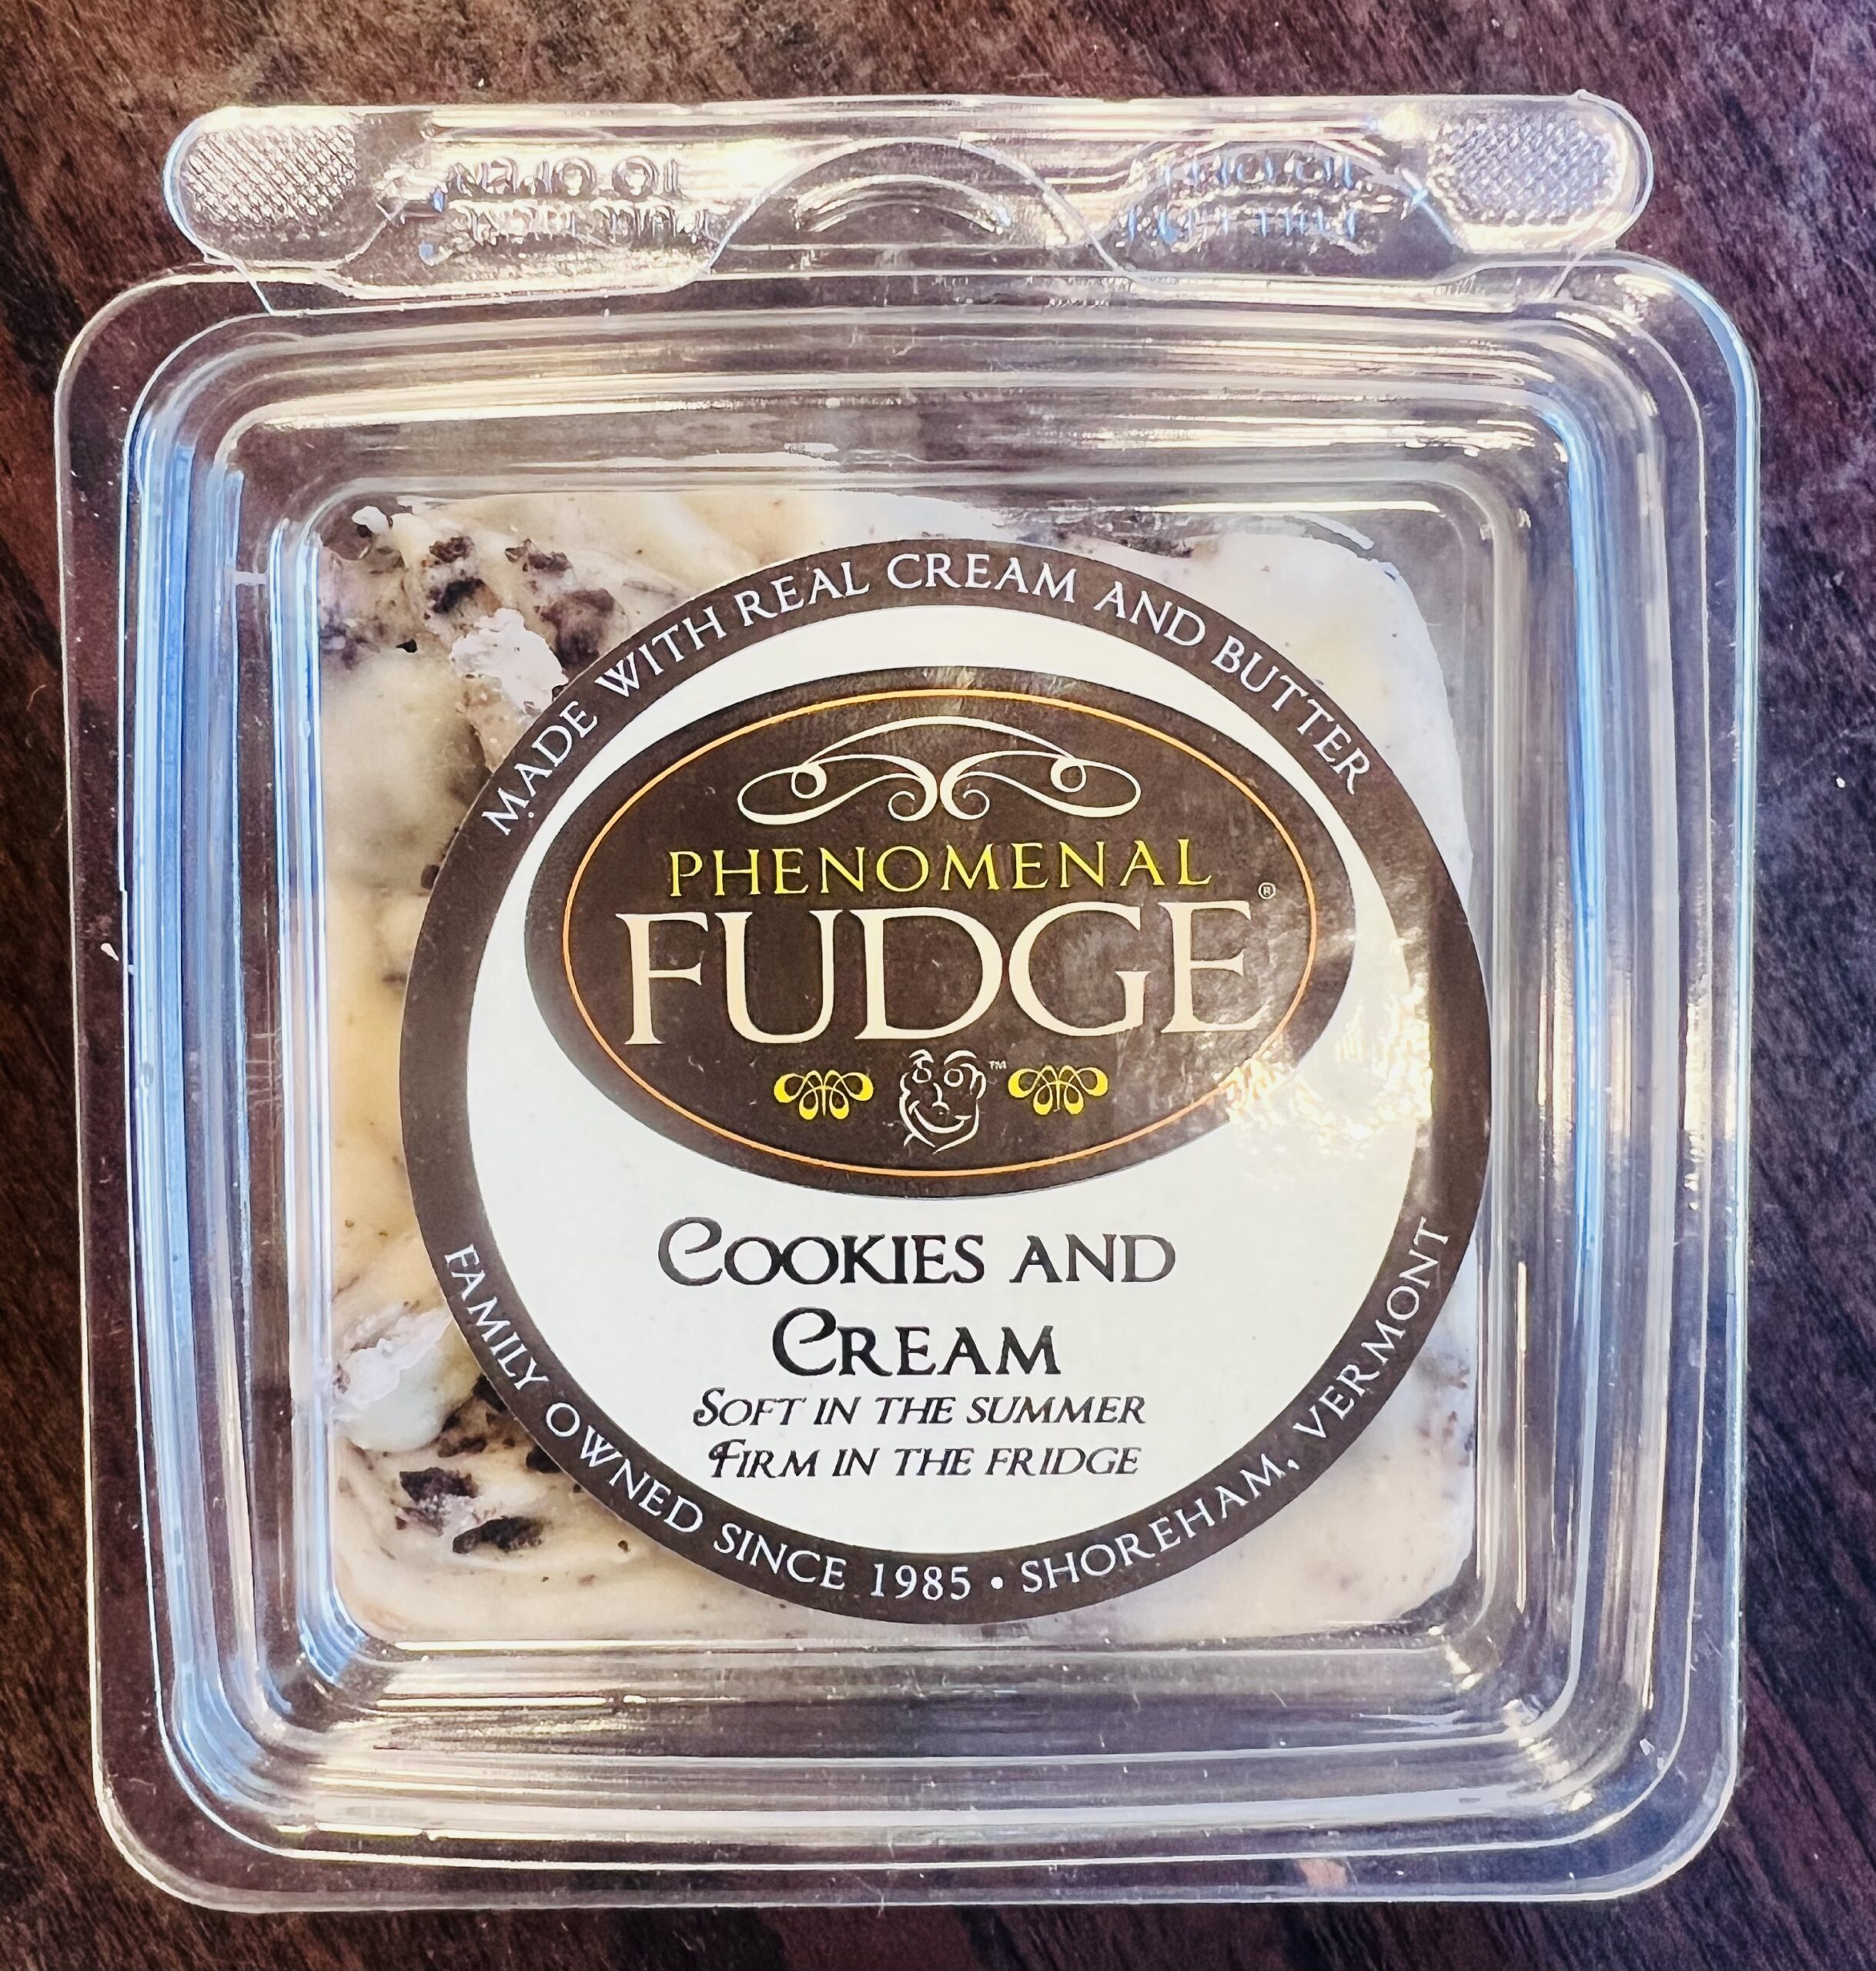 MADE WITH REAL CREAM AND BUTTER
PHENOMENAL
FUDGE®
™
COOKIES AND
CREAM
SOFT IN THE SUMMER
FIRM IN THE FRIDGE
FAMILY OWNED SINCE 1985 • SHOREHAM, VERMONT